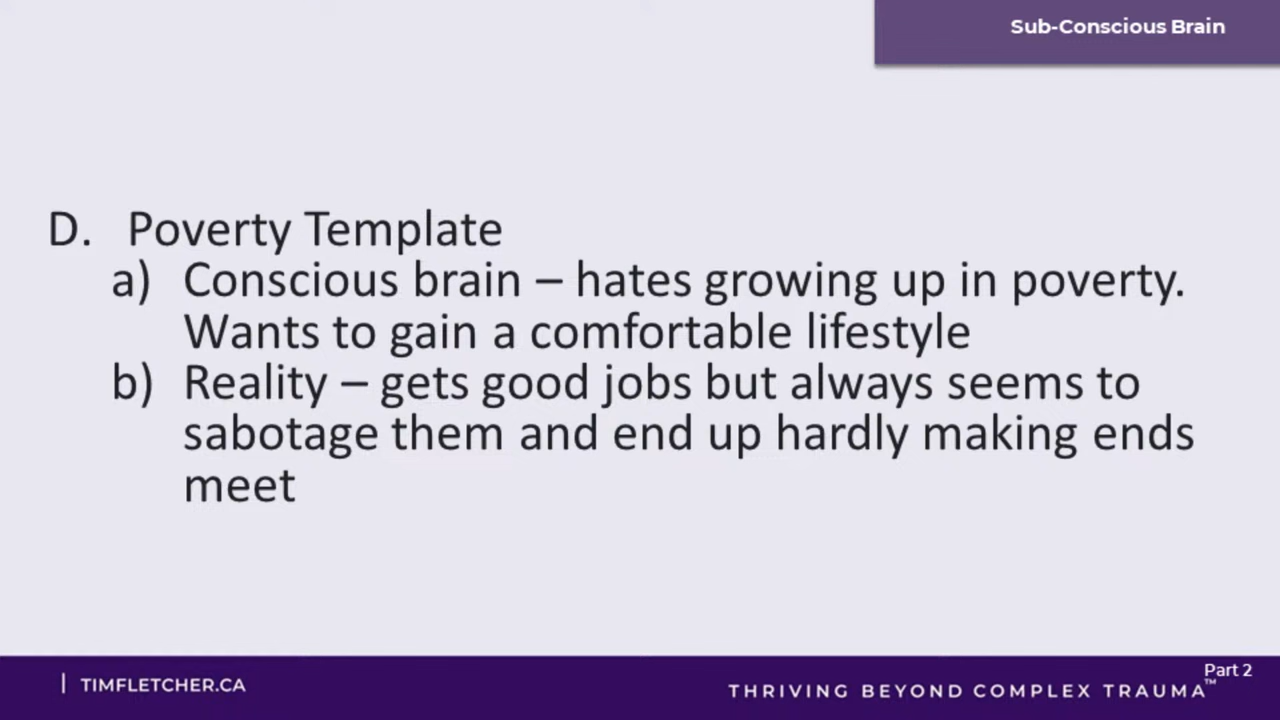 Sub-Conscious Brain
D. Poverty Template
a) Conscious brain – hates growing up in poverty.
Wants to gain a comfortable lifestyle
b) Reality – gets good jobs but always seems to
sabotage them and end up hardly making ends
meet
| TIMFLETCHER.CA
Part 2
THRIVING BEYOND COMPLEX TRAUMA™